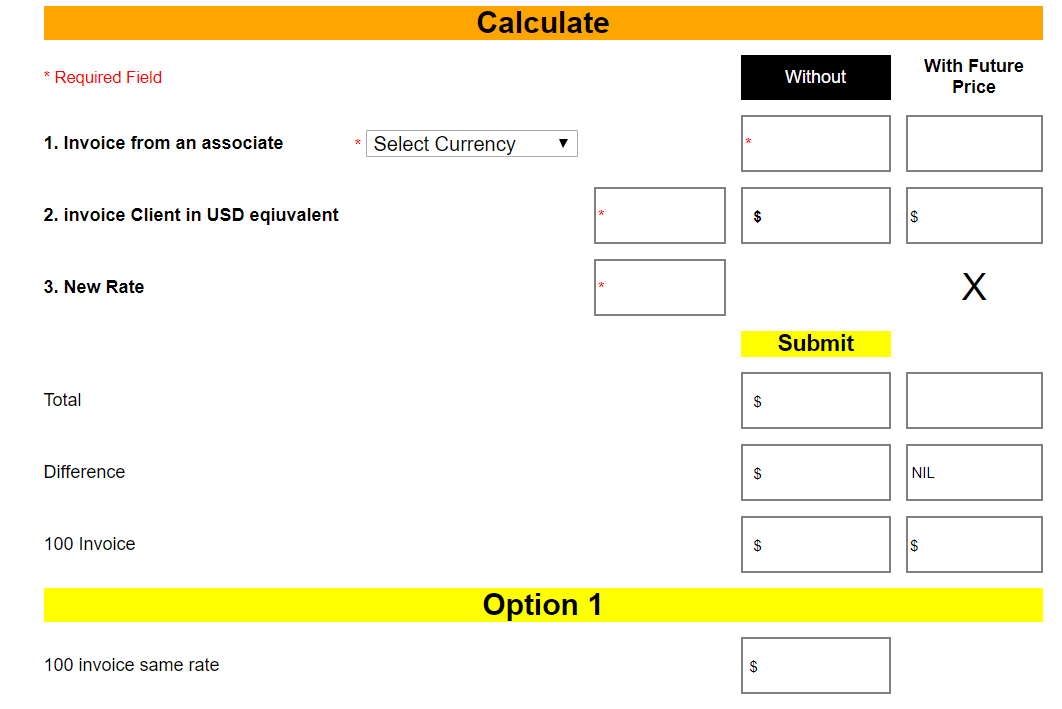 Calculate
* Required Field
Without
With Future
Price
1. Invoice from an associate * Select Currency ▼ *
2. invoice Client in USD eqiuvalent * $ $
3. New Rate * X
Submit
Total $
Difference $ NIL
100 Invoice $ $
Option 1
100 invoice same rate $